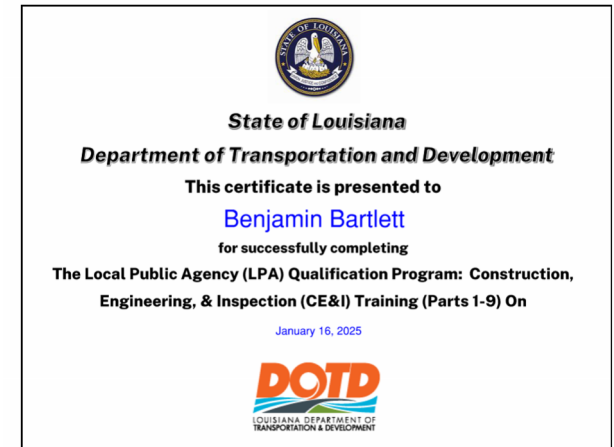 STATE OF LOUISIANA
State of Louisiana
Department of Transportation and Development
This certificate is presented to
Benjamin Bartlett
for successfully completing
The Local Public Agency (LPA) Qualification Program: Construction,
Engineering, & Inspection (CE&I) Training (Parts 1-9) On
January 16, 2025
DOTD
LOUISIANA DEPARTMENT OF
TRANSPORTATION & DEVELOPMENT